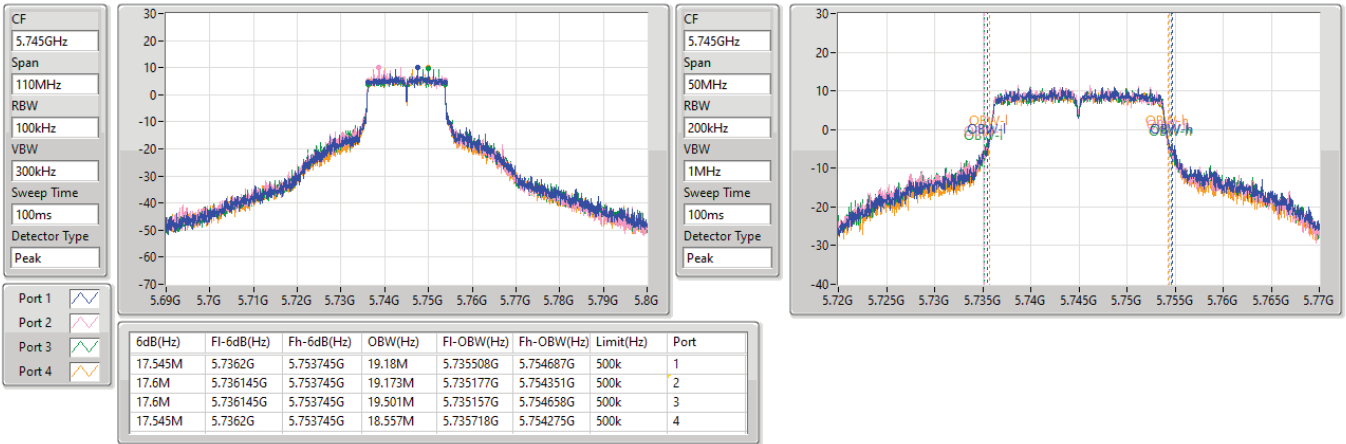 CF
5.745GHz
Span
110MHz
RBW
100kHz
VBW
300kHz
Sweep Time
100ms
Detector Type
Peak
30
20
10
0
-10
-20
-30
-40
-50
-60
-70
5.69G 5.7G 5.71G 5.72G 5.73G 5.74G 5.75G 5.76G 5.77G 5.78G 5.79G 5.8G
CF
5.745GHz
Span
50MHz
RBW
200kHz
VBW
1MHz
Sweep Time
100ms
Detector Type
Peak
30
20
10
0
-10
-20
-30
-40
OBW-l
OBW-l
OBW-l
OBW-h
OBW-h
5.72G 5.725G 5.73G 5.735G 5.74G 5.745G 5.75G 5.755G 5.76G 5.765G 5.77G
Port 1
Port 2
Port 3
Port 4
6dB(Hz) Fl-6dB(Hz) Fh-6dB(Hz) OBW(Hz) Fl-OBW(Hz) Fh-OBW(Hz) Limit(Hz) Port
17.545M 5.7362G 5.753745G 19.18M 5.735508G 5.754687G 500k 1
17.6M 5.736145G 5.753745G 19.173M 5.735177G 5.754351G 500k 2
17.6M 5.736145G 5.753745G 19.501M 5.735157G 5.754658G 500k 3
17.545M 5.7362G 5.753745G 18.557M 5.735718G 5.754275G 500k 4